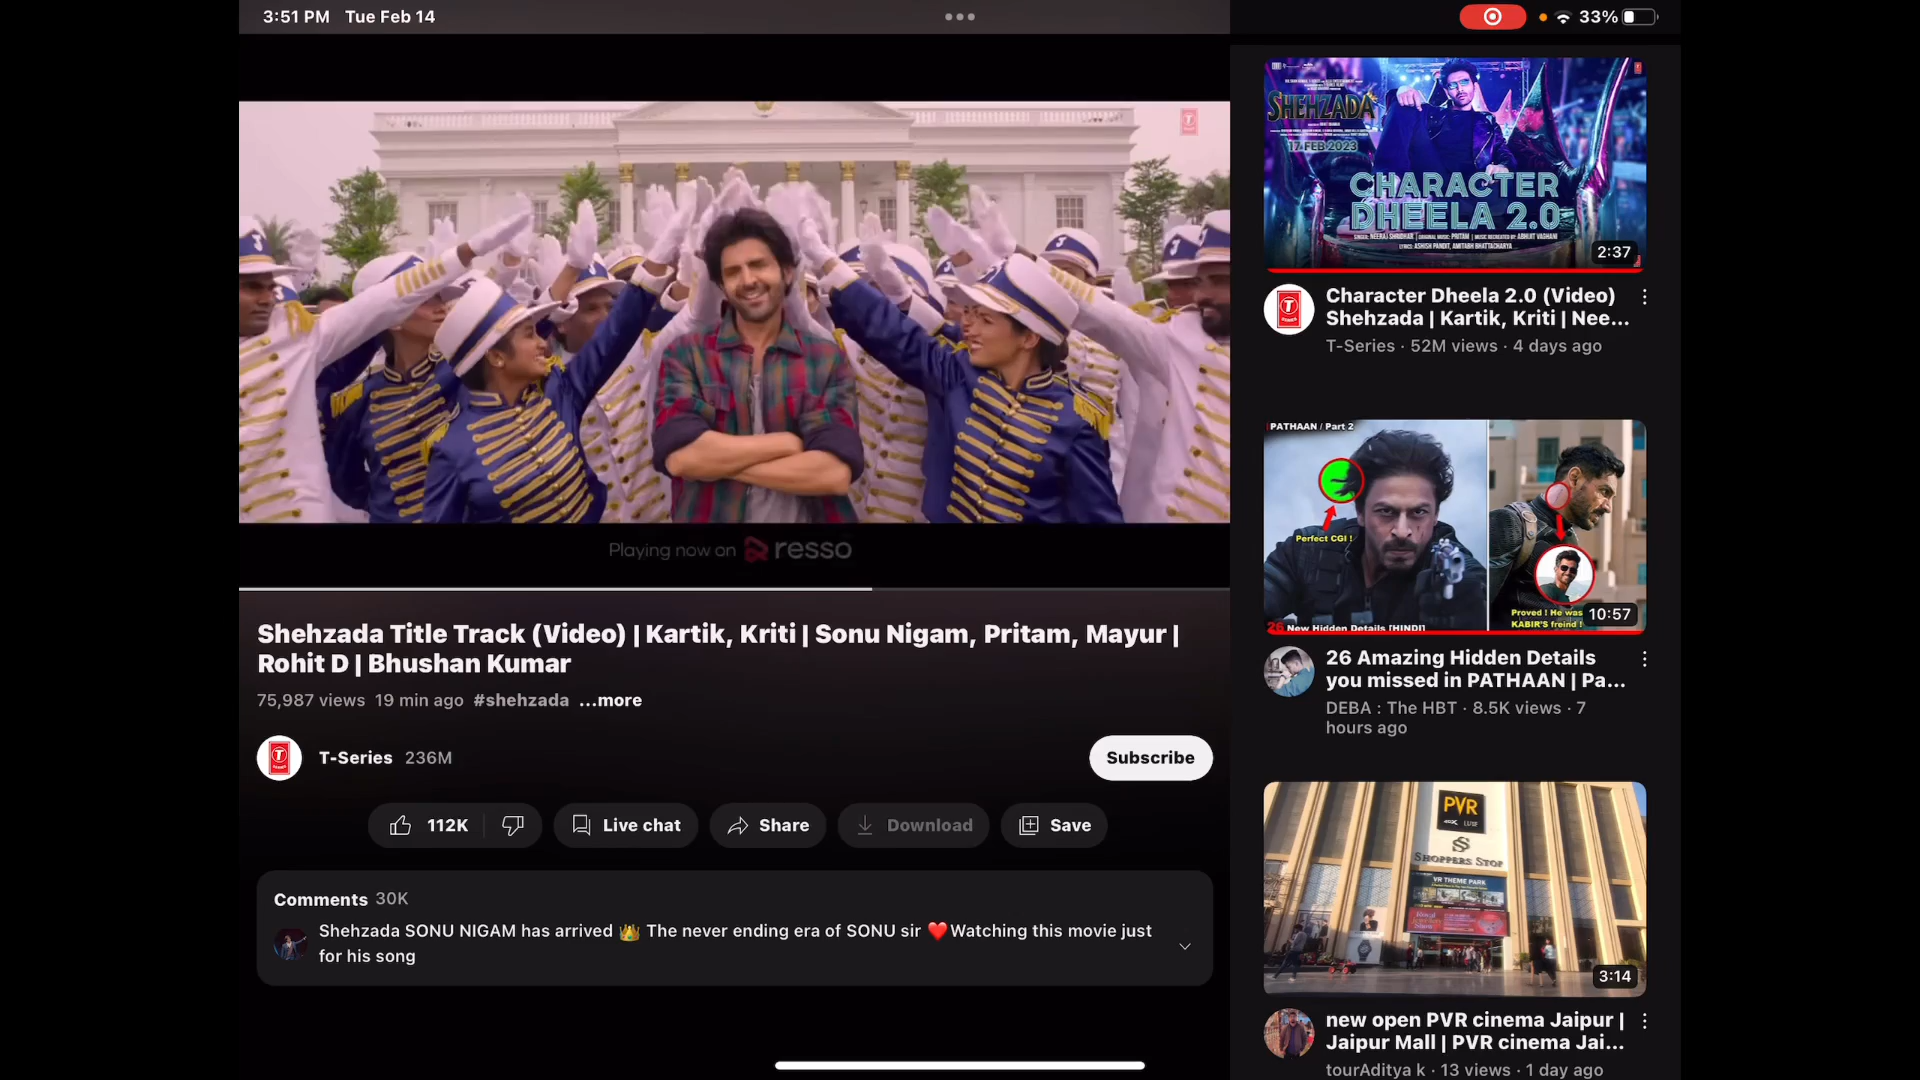 3:51 PM Tue Feb 14
33%
Playing now on resso
Shehzada Title Track (Video) | Kartik, Kriti | Sonu Nigam, Pritam, Mayur |
Rohit D | Bhushan Kumar
75,987 views 19 min ago #shehzada ...more
T-Series 236M
Subscribe
112K
Live chat
Share
Download
Save
Comments 30K
Shehzada SONU NIGAM has arrived 👑 The never ending era of SONU sir ❤️Watching this movie just
for his song
SHEHZADA
17 FEB 2023
CHARACTER
DHEELA 2.0
2:37
Character Dheela 2.0 (Video)
Shehzada | Kartik, Kriti | Nee...
T-Series · 52M views · 4 days ago
PATHAAN / Part 2
Perfect CGI !
Proved ! He was
KABIR'S freind !
26 New Hidden Details [HINDI]
10:57
26 Amazing Hidden Details
you missed in PATHAAN | Pa...
DEBA : The HBT · 8.5K views · 7
hours ago
PVR
SHOPPERS STOP
VR THEME PARK
3:14
new open PVR cinema Jaipur |
Jaipur Mall | PVR cinema Jai...
tourAditya k · 13 views · 1 day ago